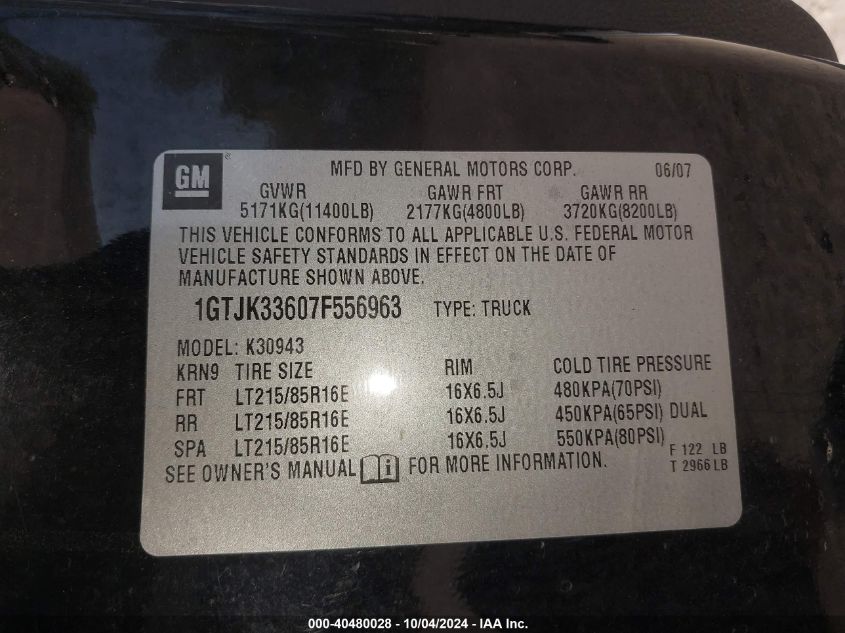 GM ® MFD BY GENERAL MOTORS CORP. 06/07
GVWR GAWR FRT GAWR RR
5171KG(11400LB) 2177KG(4800LB) 3720KG(8200LB)
THIS VEHICLE CONFORMS TO ALL APPLICABLE U.S. FEDERAL MOTOR
VEHICLE SAFETY STANDARDS IN EFFECT ON THE DATE OF
MANUFACTURE SHOWN ABOVE.
1GTJK33607F556963 TYPE: TRUCK
MODEL: K30943
KRN9 TIRE SIZE RIM COLD TIRE PRESSURE
FRT LT215/85R16E 16X6.5J 480KPA(70PSI)
RR LT215/85R16E 16X6.5J 450KPA(65PSI) DUAL
SPA LT215/85R16E 16X6.5J 550KPA(80PSI)
F 122 LB
SEE OWNER'S MANUAL i FOR MORE INFORMATION. T 2966 LB
000-40480028 - 10/04/2024 - IAA Inc.